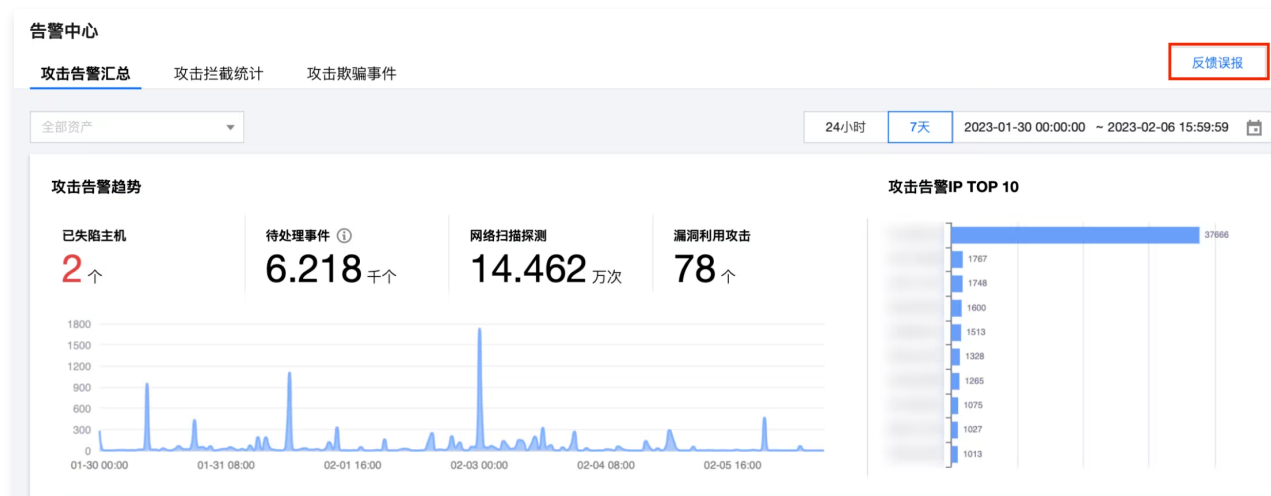 告警中心
攻击告警汇总 攻击拦截统计 攻击欺骗事件 反馈误报
全部资产 24小时 7天 2023-01-30 00:00:00 ~ 2023-02-06 15:59:59
攻击告警趋势
已失陷主机 待处理事件 网络扫描探测 漏洞利用攻击
2 个 6.218 千个 14.462 万次 78 个
1800
1500
1200
900
600
300
0
01-30 00:00 01-31 08:00 02-01 16:00 02-03 00:00 02-04 08:00 02-05 16:00
攻击告警IP TOP 10
37666
1767
1748
1600
1513
1328
1265
1075
1027
1013